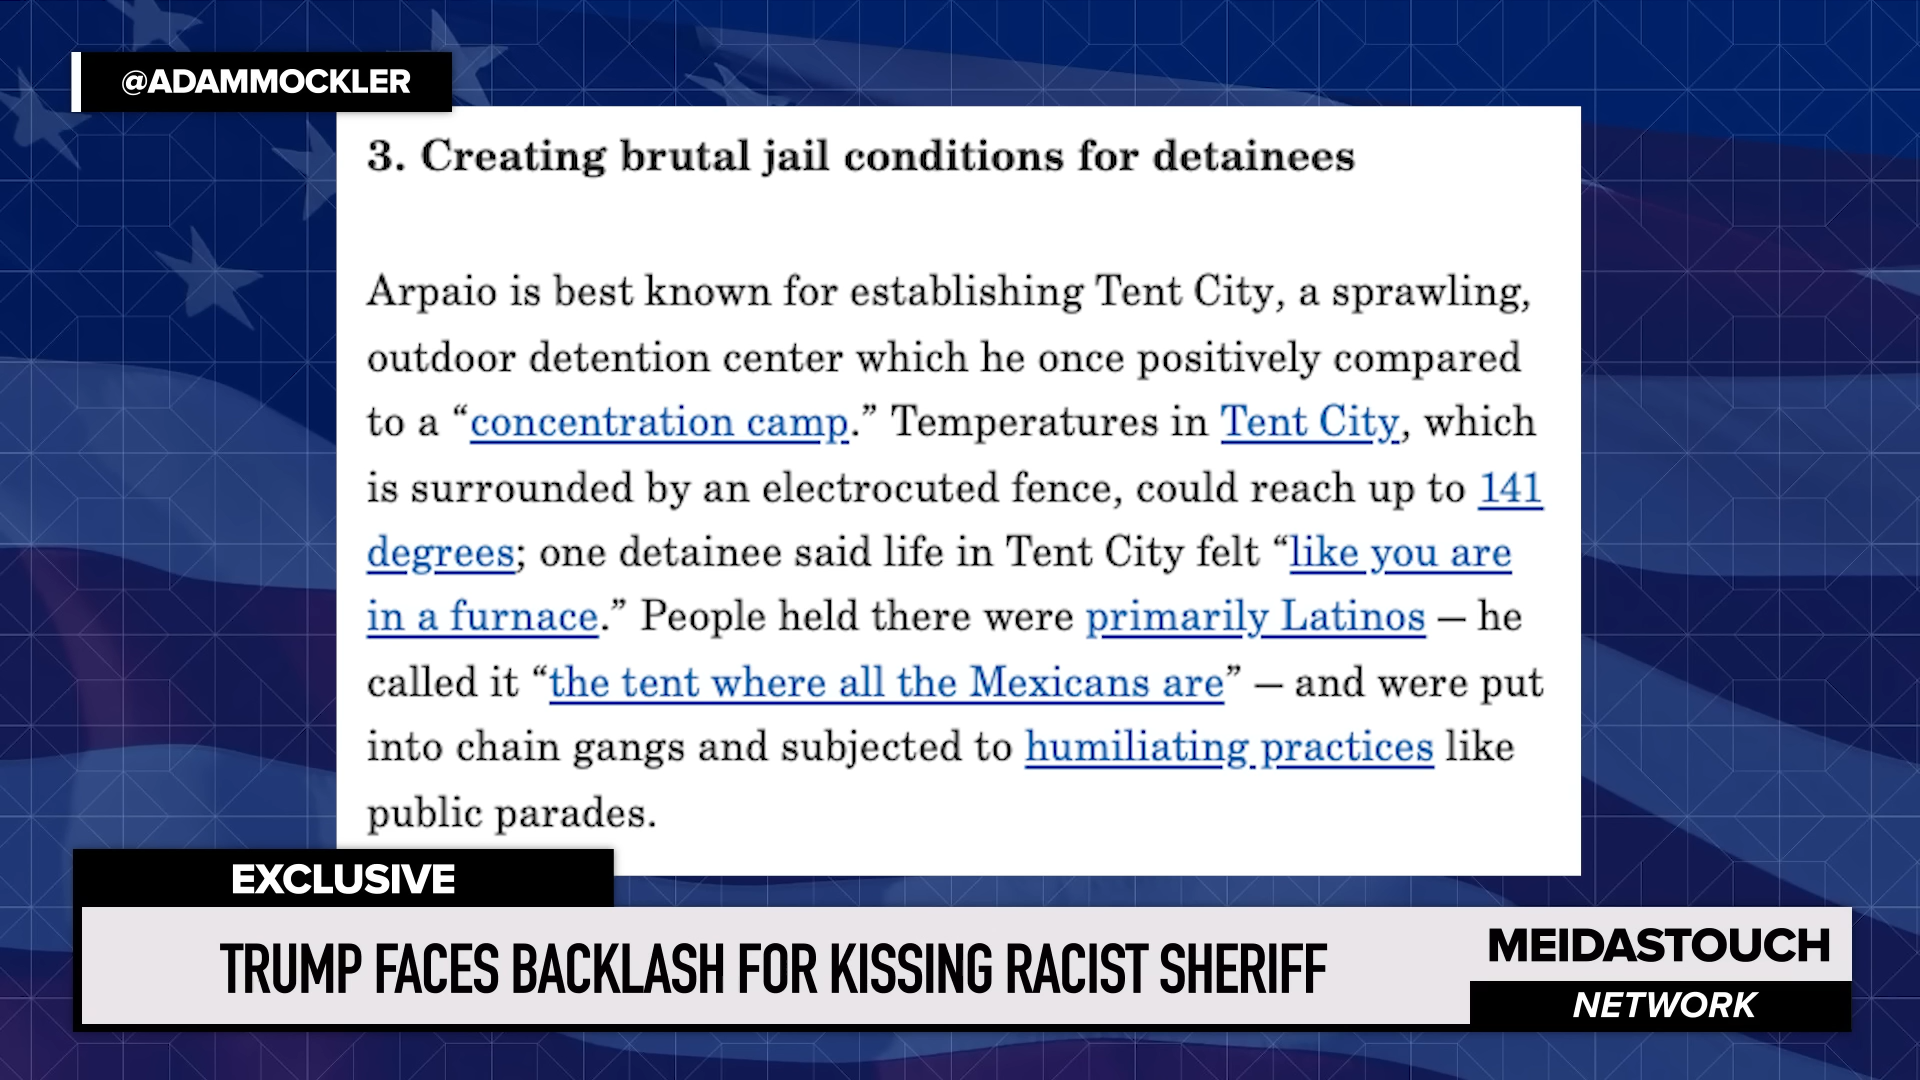 @ADAMMOCKLER
3. Creating brutal jail conditions for detainees
Arpaio is best known for establishing Tent City, a sprawling,
outdoor detention center which he once positively compared
to a “concentration camp.” Temperatures in Tent City, which
is surrounded by an electrocuted fence, could reach up to 141
degrees; one detainee said life in Tent City felt “like you are
in a furnace.” People held there were primarily Latinos – he
called it “the tent where all the Mexicans are” – and were put
into chain gangs and subjected to humiliating practices like
public parades.
EXCLUSIVE
TRUMP FACES BACKLASH FOR KISSING RACIST SHERIFF
MEIDASTOUCH
NETWORK